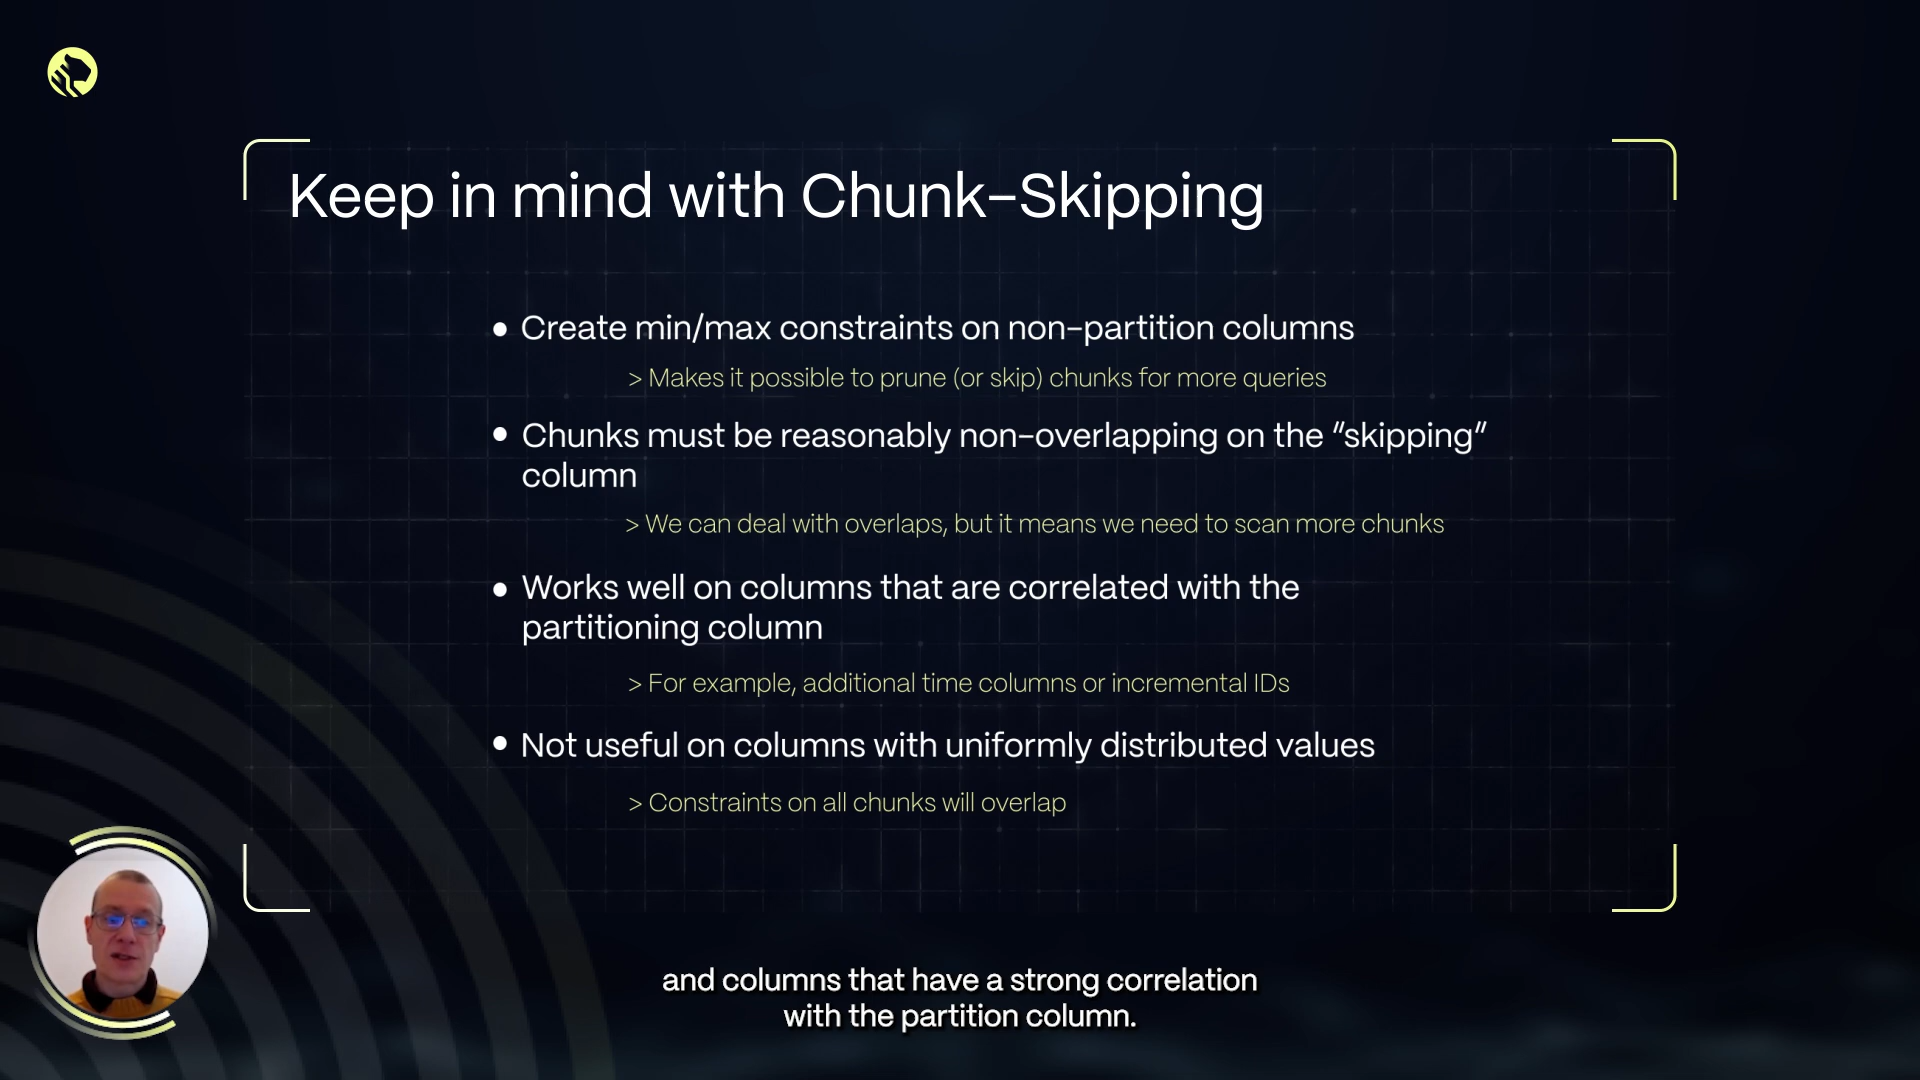 Keep in mind with Chunk-Skipping
● Create min/max constraints on non-partition columns
> Makes it possible to prune (or skip) chunks for more queries
● Chunks must be reasonably non-overlapping on the "skipping"
column
> We can deal with overlaps, but it means we need to scan more chunks
● Works well on columns that are correlated with the
partitioning column
> For example, additional time columns or incremental IDs
● Not useful on columns with uniformly distributed values
> Constraints on all chunks will overlap
and columns that have a strong correlation
with the partition column.